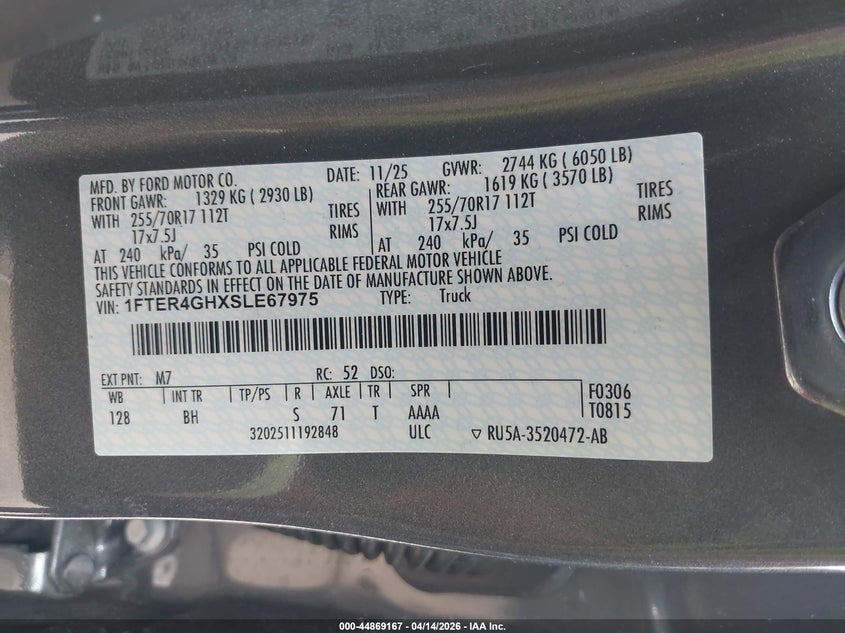 MFD. BY FORD MOTOR CO. DATE: 11/25 GVWR: 2744 KG ( 6050 LB)
FRONT GAWR: 1329 KG ( 2930 LB) REAR GAWR: 1619 KG ( 3570 LB)
WITH 255/70R17 112T TIRES WITH 255/70R17 112T TIRES
17x7.5J RIMS 17x7.5J RIMS
AT 240 kPa/ 35 PSI COLD AT 240 kPa/ 35 PSI COLD
THIS VEHICLE CONFORMS TO ALL APPLICABLE FEDERAL MOTOR VEHICLE
SAFETY STANDARDS IN EFFECT ON THE DATE OF MANUFACTURE SHOWN ABOVE.
VIN: 1FTER4GHXSLE67975 TYPE: Truck
EXT PNT: M7 RC: 52 DSO:
WB INT TR TP/PS R AXLE TR SPR F0306
128 BH S 71 T AAAA T0815
3202511192848 ULC ▽ RU5A-3520472-AB
000-44869167 - 04/14/2026 - IAA Inc.